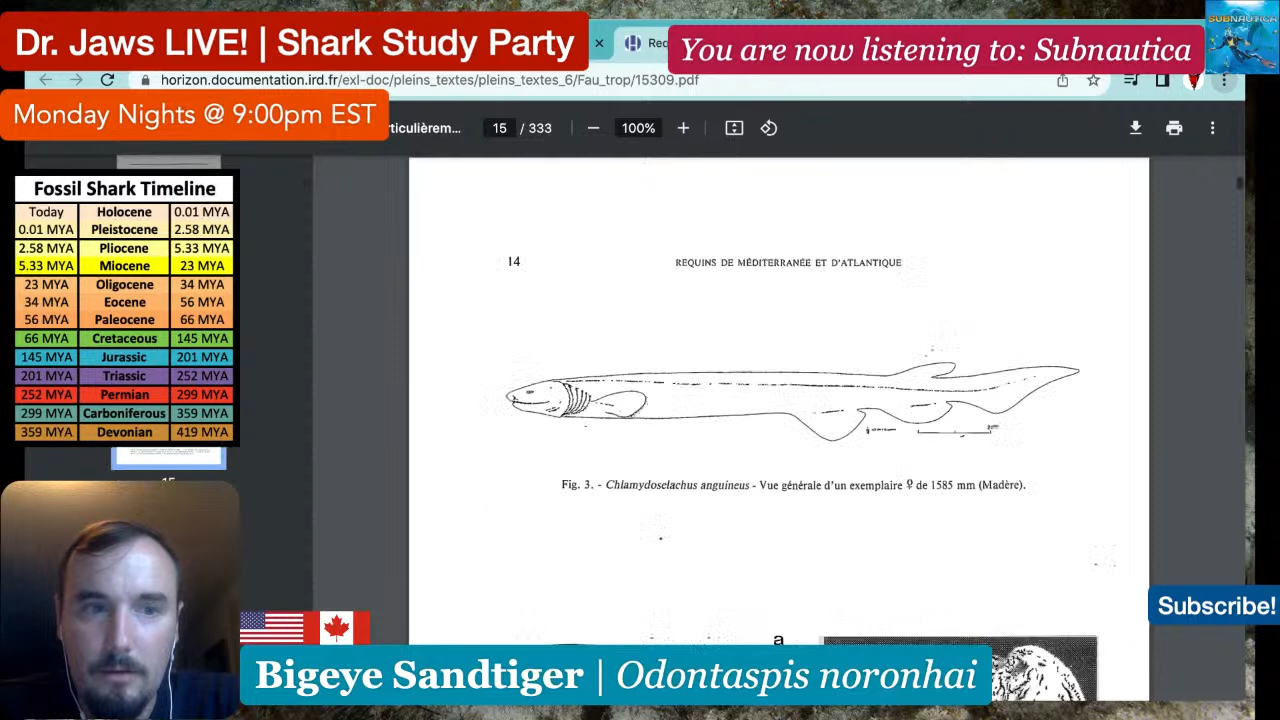 Dr. Jaws LIVE! | Shark Study Party
Rec
You are now listening to: Subnautica
SUBNAUTICA
horizon.documentation.ird.fr/exl-doc/pleins_textes/pleins_textes_6/Fau_trop/15309.pdf
Monday Nights @ 9:00pm EST
rticulièrem...
15 / 333
100%
Fossil Shark Timeline
Today Holocene 0.01 MYA
0.01 MYA Pleistocene 2.58 MYA
2.58 MYA Pliocene 5.33 MYA
5.33 MYA Miocene 23 MYA
23 MYA Oligocene 34 MYA
34 MYA Eocene 56 MYA
56 MYA Paleocene 66 MYA
66 MYA Cretaceous 145 MYA
145 MYA Jurassic 201 MYA
201 MYA Triassic 252 MYA
252 MYA Permian 299 MYA
299 MYA Carboniferous 359 MYA
359 MYA Devonian 419 MYA
14
REQUINS DE MÉDITERRANÉE ET D'ATLANTIQUE
Fig. 3. - Chlamydoselachus anguineus - Vue générale d'un exemplaire ♀ de 1585 mm (Madère).
a
Subscribe!
Bigeye Sandtiger | Odontaspis noronhai